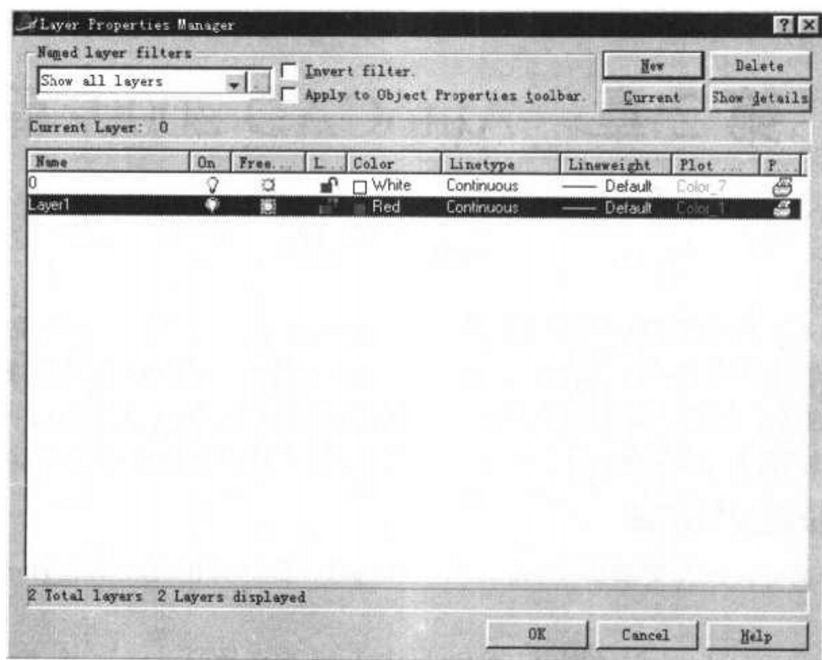 Layer Properties Manager
Named layer filters
Show all layers
Invert filter.
Apply to Object Properties toolbar.
New
Delete
Current
Show details
Current Layer: 0
Name On Free... L... Color Linetype Lineweight Plot ... P...
0 White Continuous Default Color_7
Layer1 Red Continuous Default Color_1
2 Total layers 2 Layers displayed
OK Cancel Help